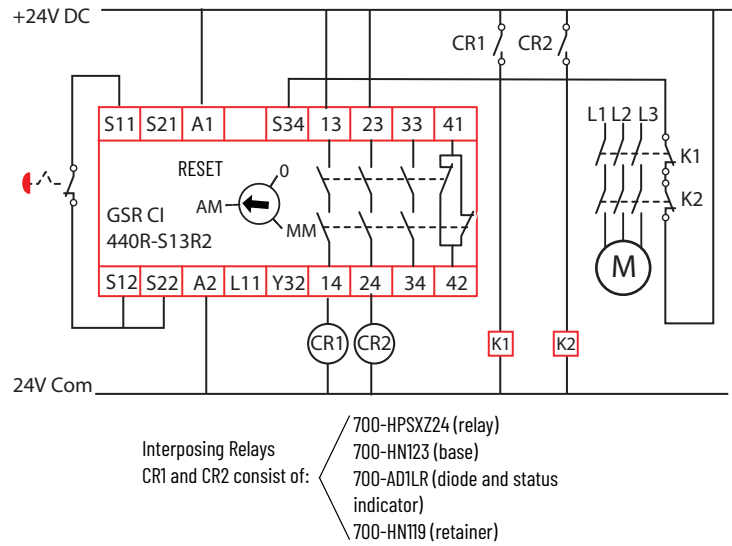 +24V DC
CR1 CR2
L1 L2 L3
S11 S21 A1 S34 13 23 33 41
K1
RESET
0
K2
AM
GSR CI
MM
440R-S13R2
M
S12 S22 A2 L11 Y32 14 24 34 42
CR1 CR2 K1 K2
24V Com
700-HPSXZ24 (relay)
Interposing Relays
700-HN123 (base)
CR1 and CR2 consist of:
700-AD1LR (diode and status
indicator)
700-HN119 (retainer)